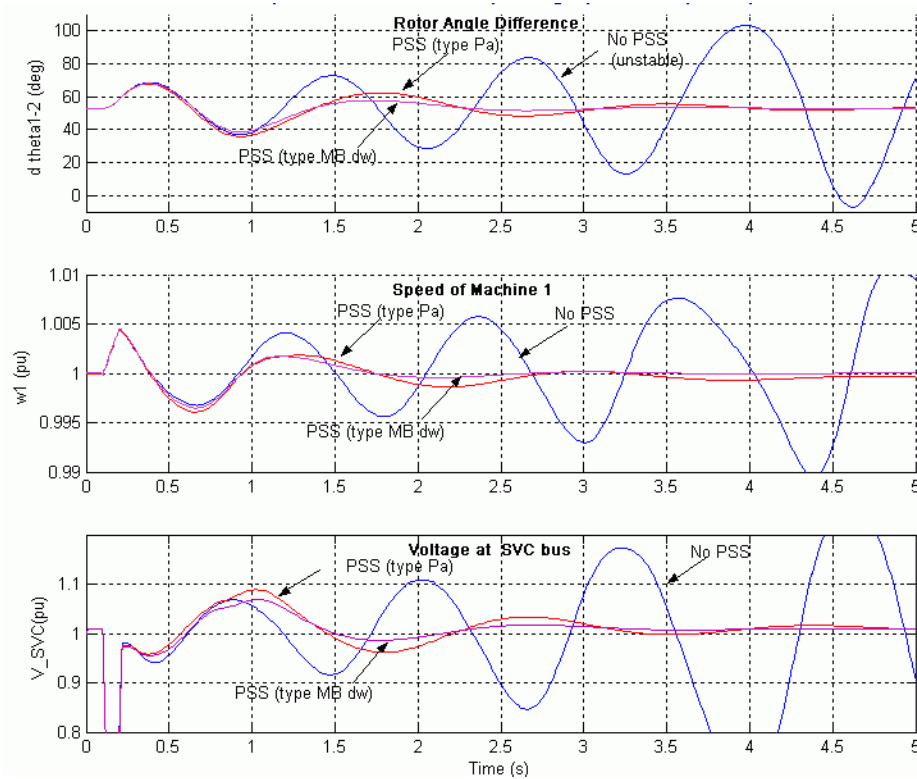 Rotor Angle Difference
PSS (type Pa)
No PSS
(unstable)
PSS (type MB dw)
d theta1-2 (deg)
100
80
60
40
20
0
0 0.5 1 1.5 2 2.5 3 3.5 4 4.5 5
Speed of Machine 1
PSS (type Pa)
No PSS
PSS (type MB dw)
w1 (pu)
1.01
1.005
1
0.995
0.99
0 0.5 1 1.5 2 2.5 3 3.5 4 4.5 5
Voltage at SVC bus
PSS (type Pa)
No PSS
PSS (type MB dw)
V_SVC(pu)
1.1
1
0.9
0.8
0 0.5 1 1.5 2 2.5 3 3.5 4 4.5 5
Time (s)